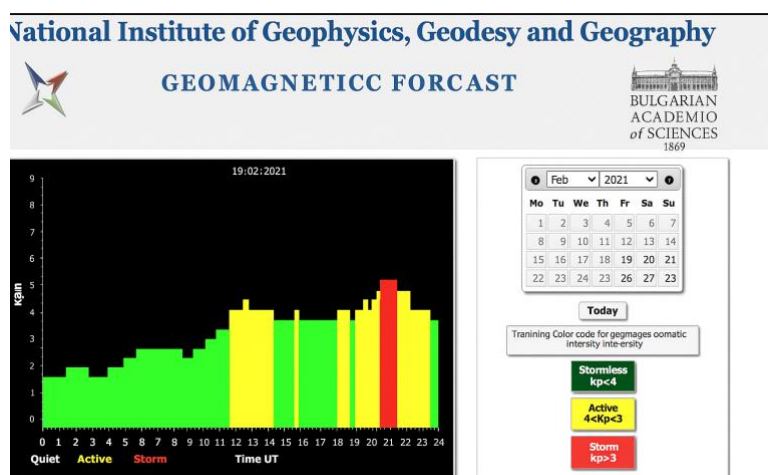 National Institute of Geophysics, Geodesy and Geography
GEOMAGNETICC FORCAST
BULGARIAN
ACADEMIO
of SCIENCES
1869
19:02:2021
9
8
7
6
5
4
3
2
1
0
0 1 2 3 4 5 8 7 8 9 10 11 12 13 14 15 16 17 18 19 20 21 22 23 24
Quiet Active Storm Time UT
Feb 2021
Mo Tu We Th Fr Sa Su
1 2 3 4 5 6 7
8 9 10 11 12 13 14
15 16 17 18 19 20 21
22 23 24 23 26 27 23
Today
Tranining Color code for gegmages oomatic
intersity inte-ersity
Stormless
kp<4
Active
4<Kp<3
Storm
kp>3